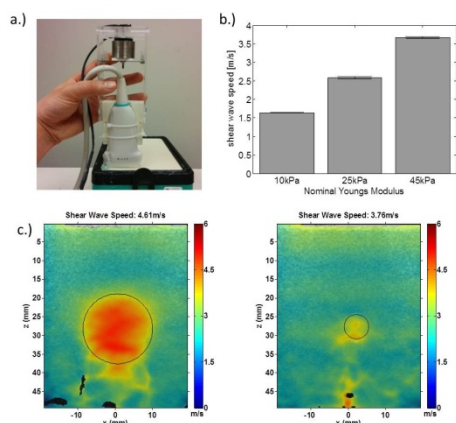 a.)
b.)
shear wave speed [m/s]
4
3.5
3
2.5
2
1.5
1
0.5
0
10kPa 25kPa 45kPa
Nominal Youngs Modulus
c.)
Shear Wave Speed: 4.61m/s
z (mm)
5
10
15
20
25
30
35
40
45
-10 0 10
6
4.5
3
1.5
0
m/s
Shear Wave Speed: 3.76m/s
z (mm)
5
10
15
20
25
30
35
40
45
-10 0 10
6
4.5
3
1.5
0
m/s